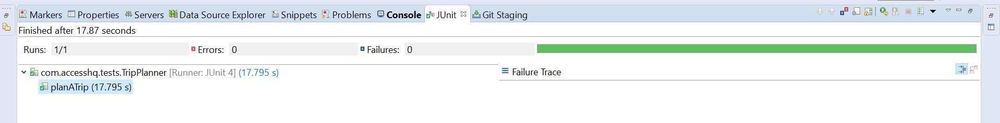 Markers Properties Servers Data Source Explorer Snippets Problems Console JUnit Git Staging
Finished after 17.87 seconds
Runs: 1/1 Errors: 0 Failures: 0
com.accesshq.tests.TripPlanner [Runner: JUnit 4] (17.795 s)
Failure Trace
planATrip (17.795 s)